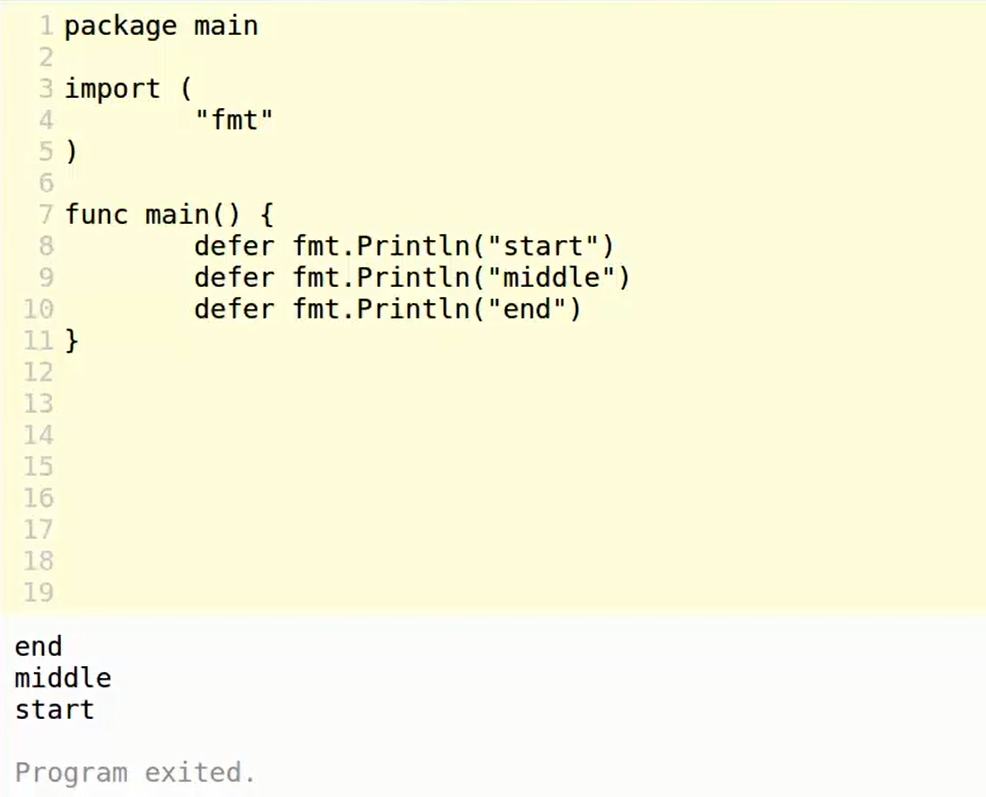 1 package main
2
3 import (
4 "fmt"
5 )
6
7 func main() {
8 defer fmt.Println("start")
9 defer fmt.Println("middle")
10 defer fmt.Println("end")
11 }
12
13
14
15
16
17
18
19
end
middle
start
Program exited.